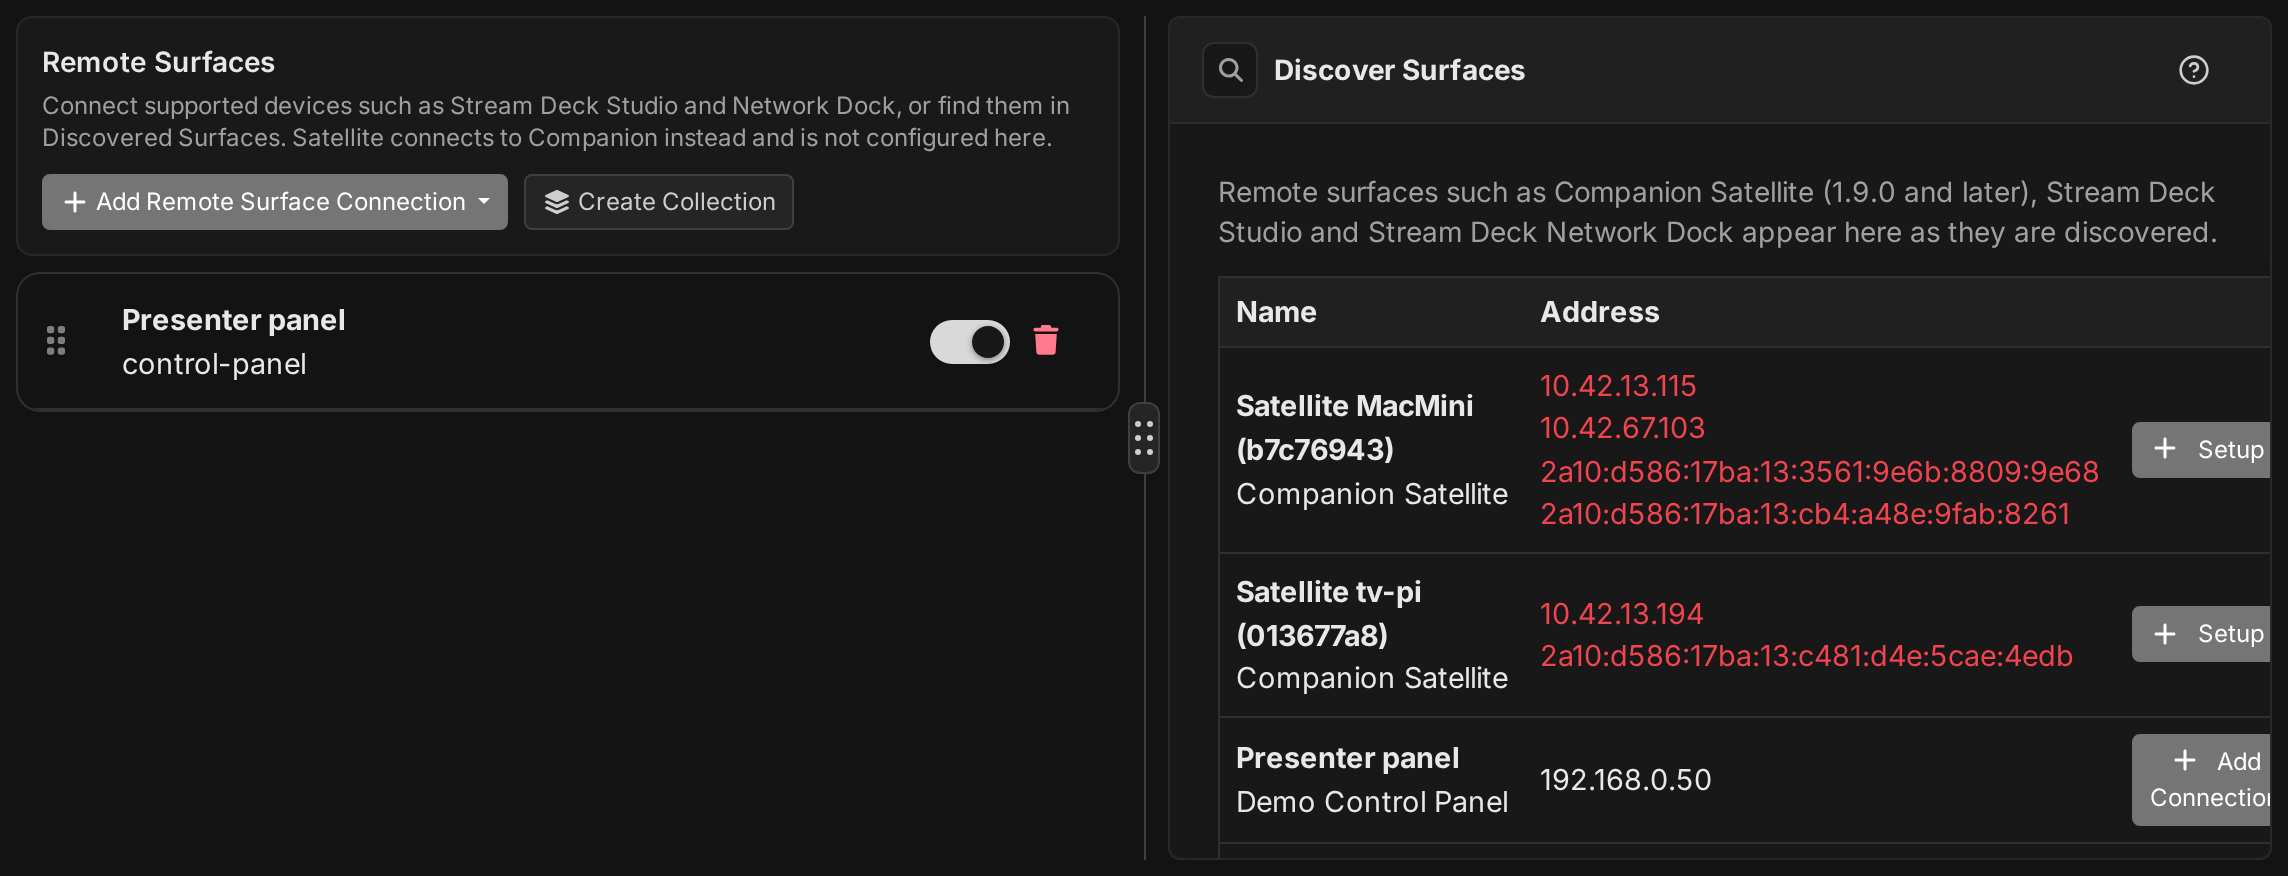 Remote Surfaces
Connect supported devices such as Stream Deck Studio and Network Dock, or find them in
Discovered Surfaces. Satellite connects to Companion instead and is not configured here.
Add Remote Surface Connection
Create Collection
Presenter panel
control-panel
Discover Surfaces
Remote surfaces such as Companion Satellite (1.9.0 and later), Stream Deck
Studio and Stream Deck Network Dock appear here as they are discovered.
Name Address
Satellite MacMini
(b7c76943)
Companion Satellite
10.42.13.115
10.42.67.103
2a10:d586:17ba:13:3561:9e6b:8809:9e68
2a10:d586:17ba:13:cb4:a48e:9fab:8261
Setup
Satellite tv-pi
(013677a8)
Companion Satellite
10.42.13.194
2a10:d586:17ba:13:c481:d4e:5cae:4edb
Setup
Presenter panel
Demo Control Panel
192.168.0.50
Add
Connection